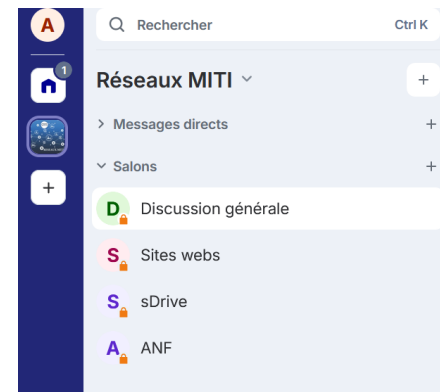 A
Rechercher
Ctrl K
1
Réseaux MITI
+
Messages directs
+
Salons
+
+
D
Discussion générale
S
Sites webs
S
sDrive
A
ANF